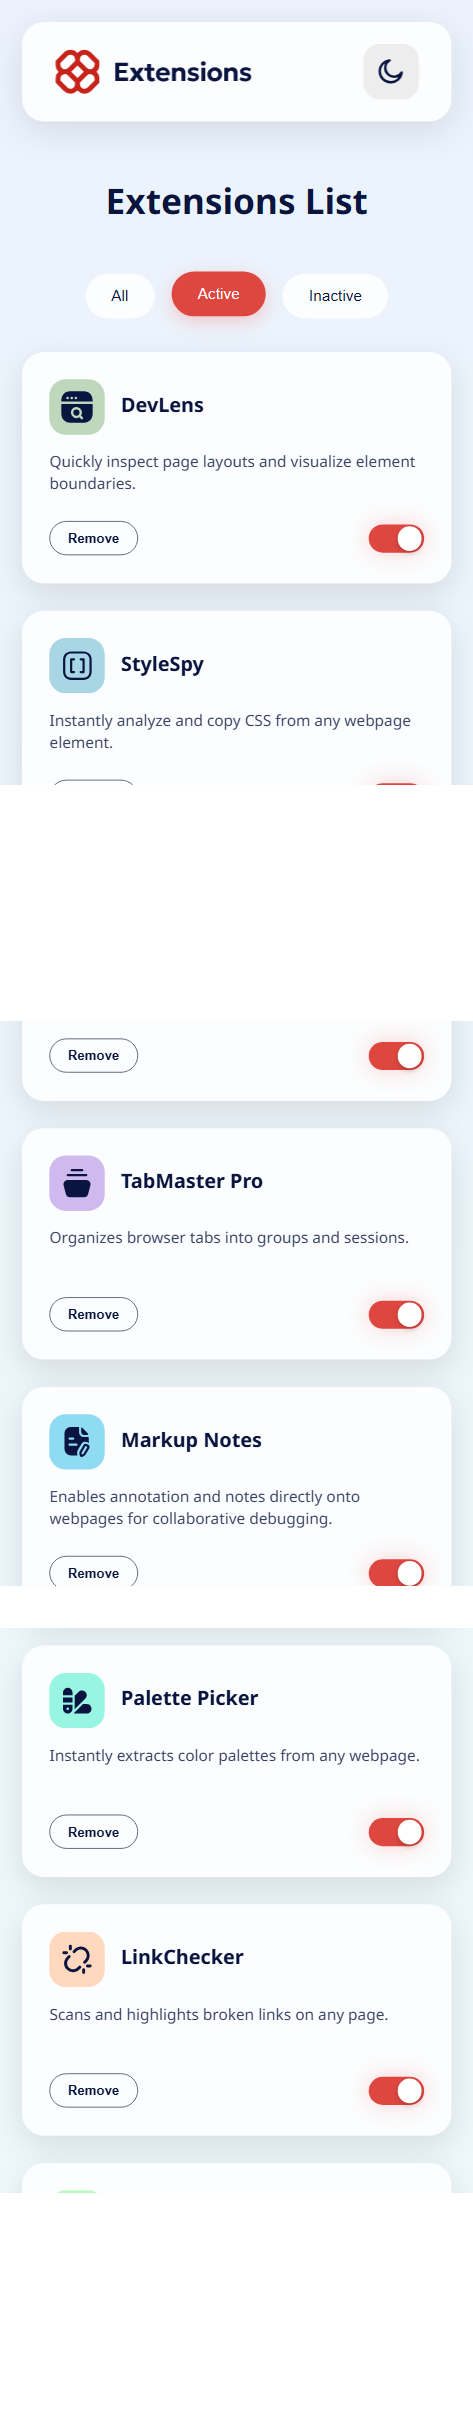 Extensions
Extensions List
All
Active
Inactive
DevLens
Quickly inspect page layouts and visualize element
boundaries.
Remove
StyleSpy
Instantly analyze and copy CSS from any webpage
element.
Remove
TabMaster Pro
Organizes browser tabs into groups and sessions.
Remove
Markup Notes
Enables annotation and notes directly onto
webpages for collaborative debugging.
Remove
Palette Picker
Instantly extracts color palettes from any webpage.
Remove
LinkChecker
Scans and highlights broken links on any page.
Remove